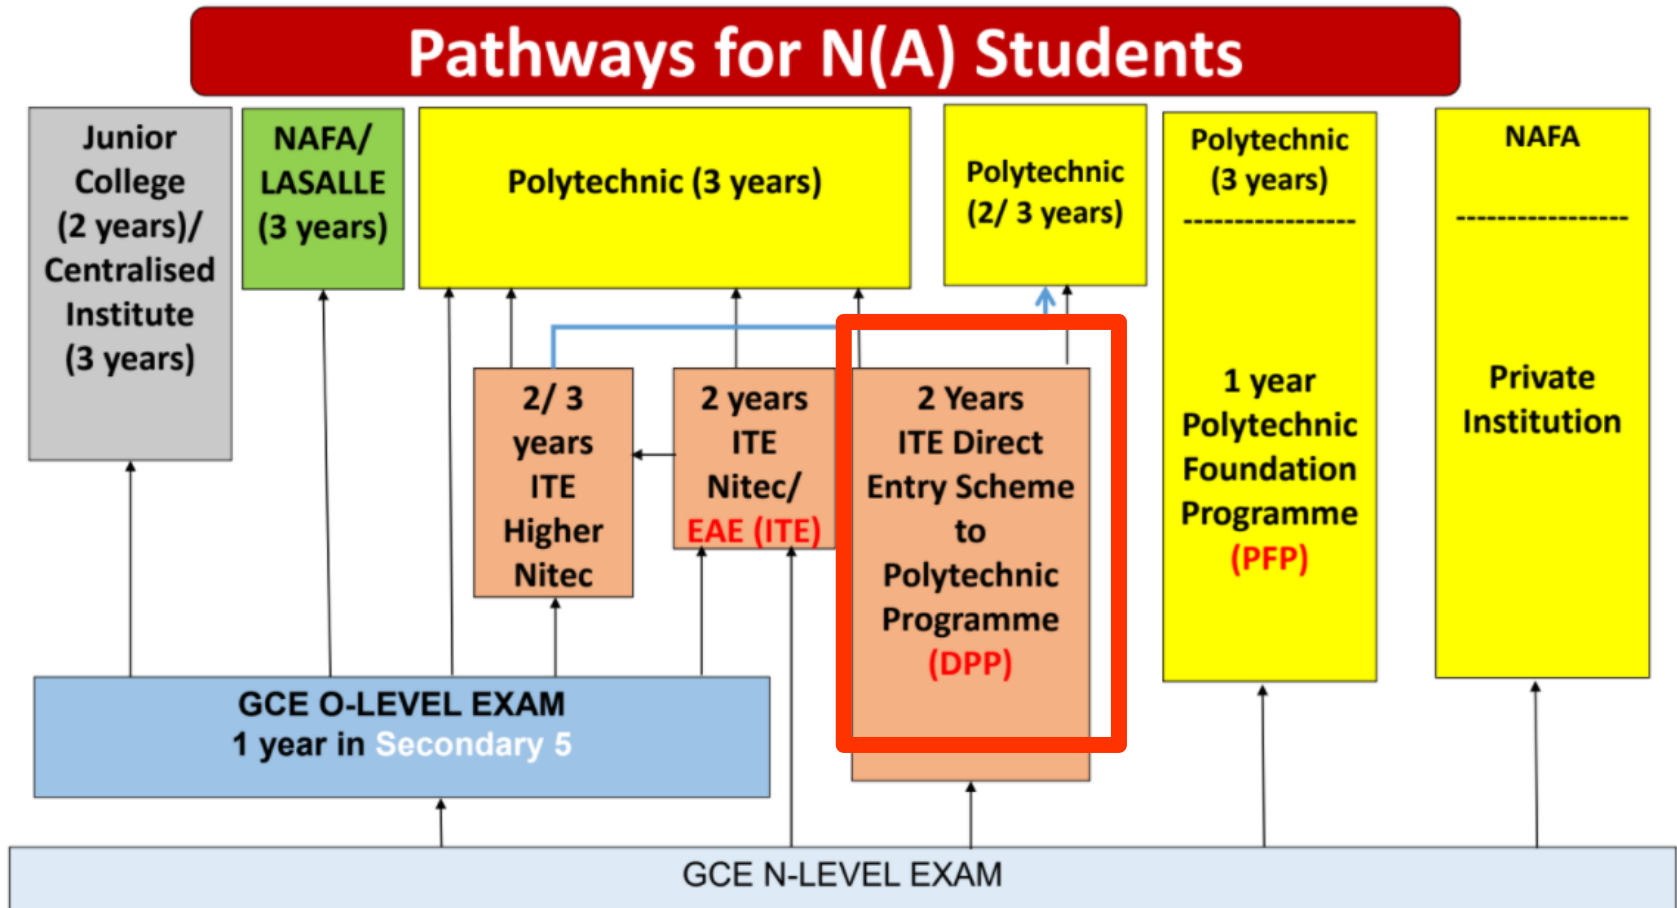 Pathways for N(A) Students
Junior
College
(2 years)/
Centralised
Institute
(3 years)
NAFA/
LASALLE
(3 years)
Polytechnic (3 years)
Polytechnic
(2/ 3 years)
Polytechnic
(3 years)
-----------------
1 year
Polytechnic
Foundation
Programme
(PFP)
NAFA
-----------------
Private
Institution
2/ 3
years
ITE
Higher
Nitec
2 years
ITE
Nitec/
EAE (ITE)
2 Years
ITE Direct
Entry Scheme
to
Polytechnic
Programme
(DPP)
GCE O-LEVEL EXAM
1 year in Secondary 5
GCE N-LEVEL EXAM